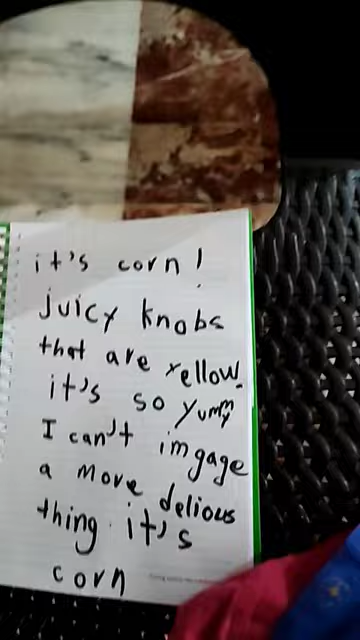 it's corn!
juicy knobs
that are yellow.
it's so yummy
I can't imgage
a more delious
thing. it's
corn